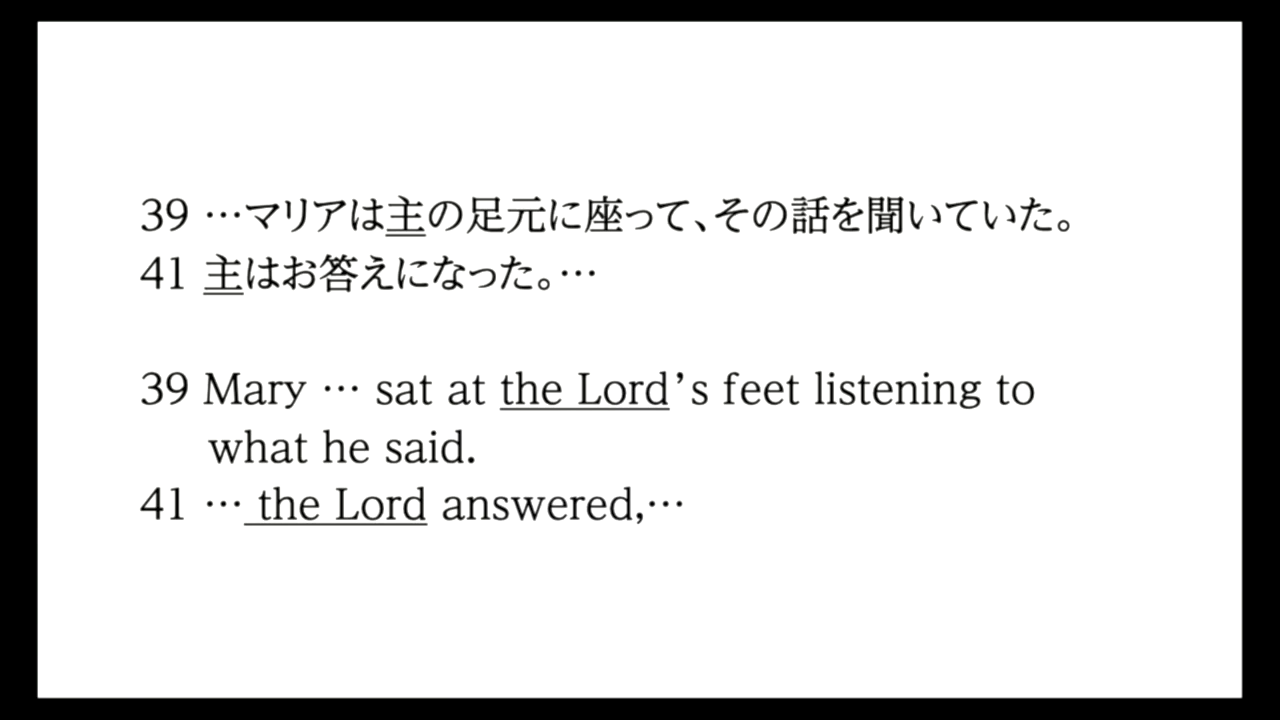 39 …マリアは主の足元に座って、その話を聞いていた。
41 主はお答えになった。…
39 Mary … sat at the Lord’s feet listening to
what he said.
41 … the Lord answered,…